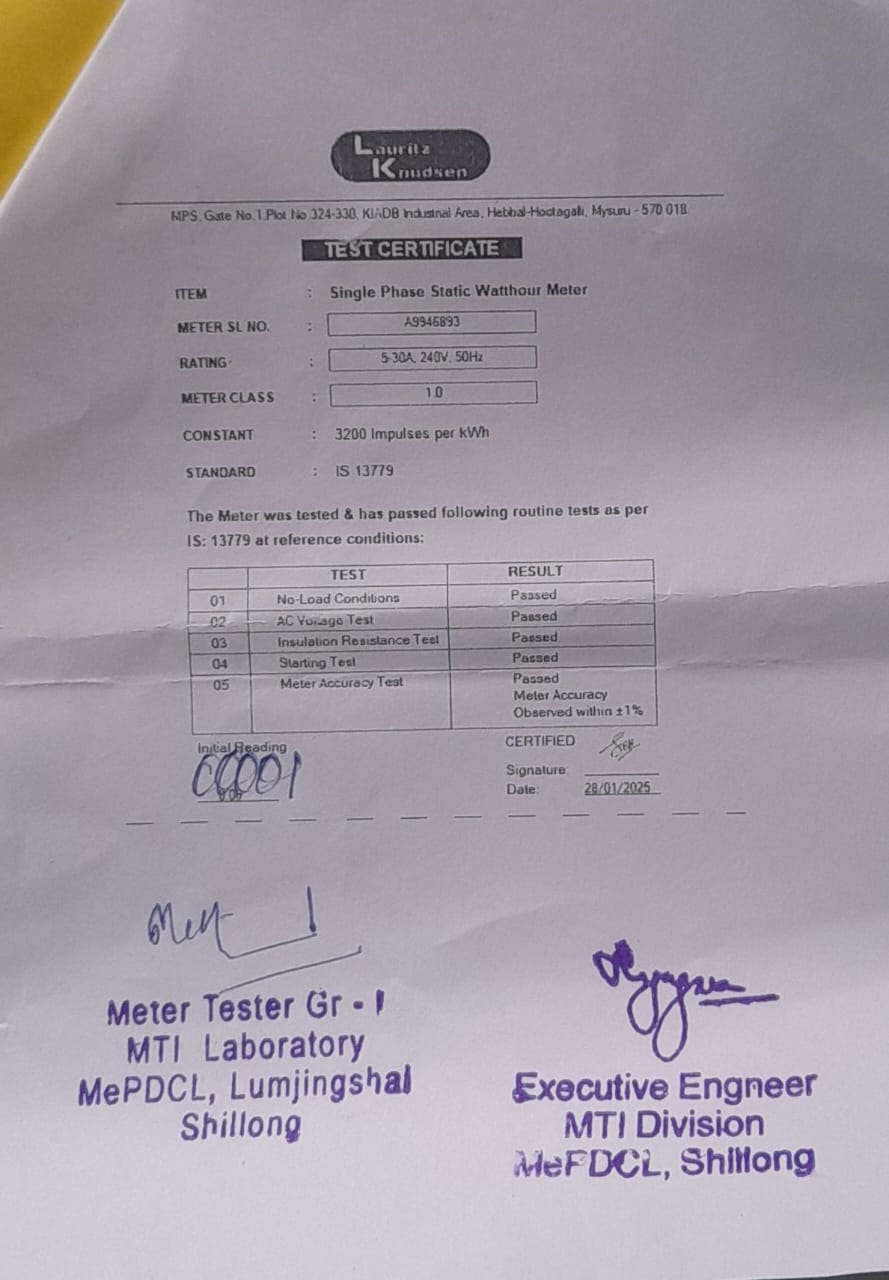 Lauritz
Knudsen
MPS, Gate No.1,Plot No 324-330, KIADB Industrial Area, Hebbal-Hootagalli, Mysuru - 570 018
TEST CERTIFICATE
ITEM : Single Phase Static Watthour Meter
METER SL NO. : A9946893
RATING : 5-30A, 240V, 50Hz
METER CLASS : 1.0
CONSTANT : 3200 Impulses per kWh
STANDARD : IS 13779
The Meter was tested & has passed following routine tests as per
IS: 13779 at reference conditions:
TEST RESULT
01 No-Load Conditions Passed
02 AC Voltage Test Passed
03 Insulation Resistance Test Passed
04 Starting Test Passed
05 Meter Accuracy Test Passed
Meter Accuracy
Observed within ±1%
Initial Reading
00001
CERTIFIED
Signature:
Date: 28/01/2025
Meter Tester Gr - I
MTI Laboratory
MePDCL, Lumjingshai
Shillong
Executive Engneer
MTI Division
MePDCL, Shillong